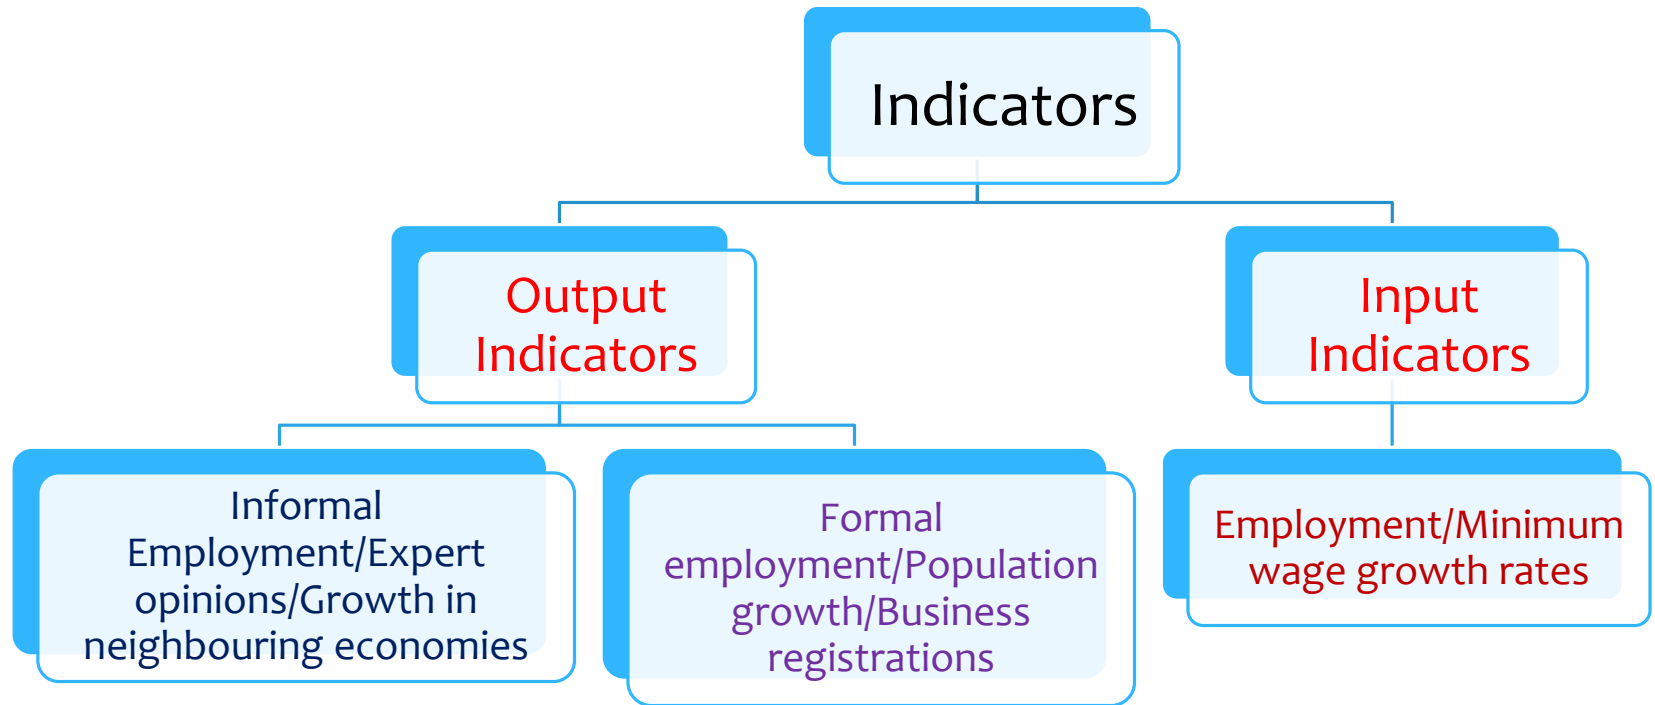 Indicators
Output
Indicators
Input
Indicators
Informal
Employment/Expert
opinions/Growth in
neighbouring economies
Formal
employment/Population
growth/Business
registrations
Employment/Minimum
wage growth rates